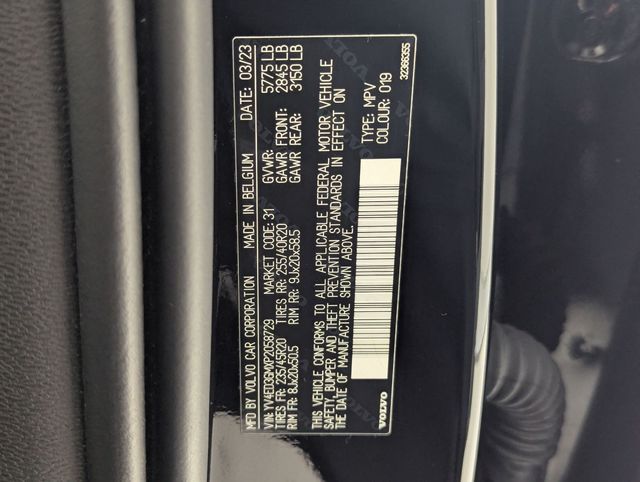 MFD BY VOLVO CAR CORPORATION MADE IN BELGIUM DATE: 03/23
VIN: YV4ED3GMXP2058729 MARKET CODE: 31 GVWR: 5775 LB
TIRES FR: 235/45R20 TIRES RR: 255/40R20 GAWR FRONT: 2845 LB
RIM FR: 8Jx20x50.5 RIM RR: 9Jx20x58.5 GAWR REAR: 3150 LB
THIS VEHICLE CONFORMS TO ALL APPLICABLE FEDERAL MOTOR VEHICLE
SAFETY, BUMPER AND THEFT PREVENTION STANDARDS IN EFFECT ON
THE DATE OF MANUFACTURE SHOWN ABOVE.
TYPE: MPV
COLOUR: 019
VOLVO 32366355